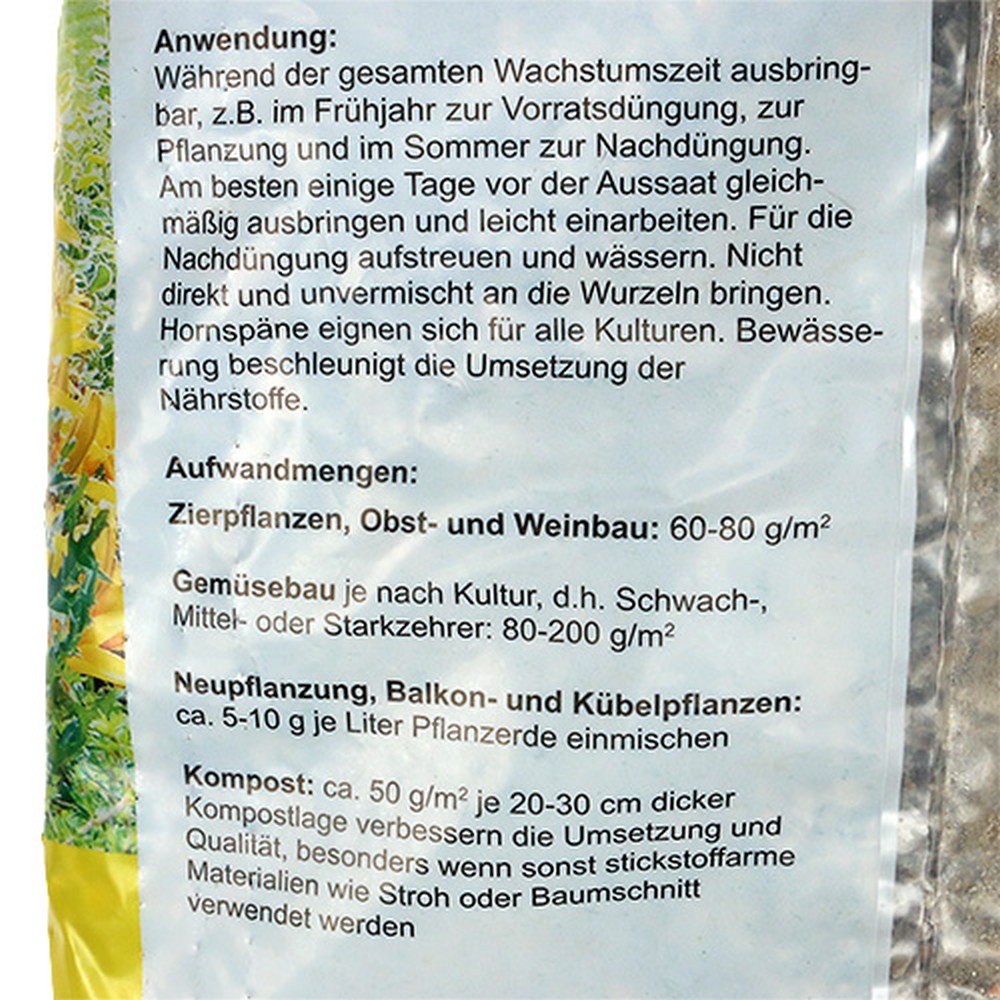 Anwendung:
Während der gesamten Wachstumszeit ausbring-
bar, z.B. im Frühjahr zur Vorratsdüngung, zur
Pflanzung und im Sommer zur Nachdüngung.
Am besten einige Tage vor der Aussaat gleich-
mäßig ausbringen und leicht einarbeiten. Für die
Nachdüngung aufstreuen und wässern. Nicht
direkt und unvermischt an die Wurzeln bringen.
Hornspäne eignen sich für alle Kulturen. Bewässe-
rung beschleunigt die Umsetzung der
Nährstoffe.
Aufwandmengen:
Zierpflanzen, Obst- und Weinbau: 60-80 g/m²
Gemüsebau je nach Kultur, d.h. Schwach-,
Mittel- oder Starkzehrer: 80-200 g/m²
Neupflanzung, Balkon- und Kübelpflanzen:
ca. 5-10 g je Liter Pflanzerde einmischen
Kompost: ca. 50 g/m² je 20-30 cm dicker
Kompostlage verbessern die Umsetzung und
Qualität, besonders wenn sonst stickstoffarme
Materialien wie Stroh oder Baumschnitt
verwendet werden